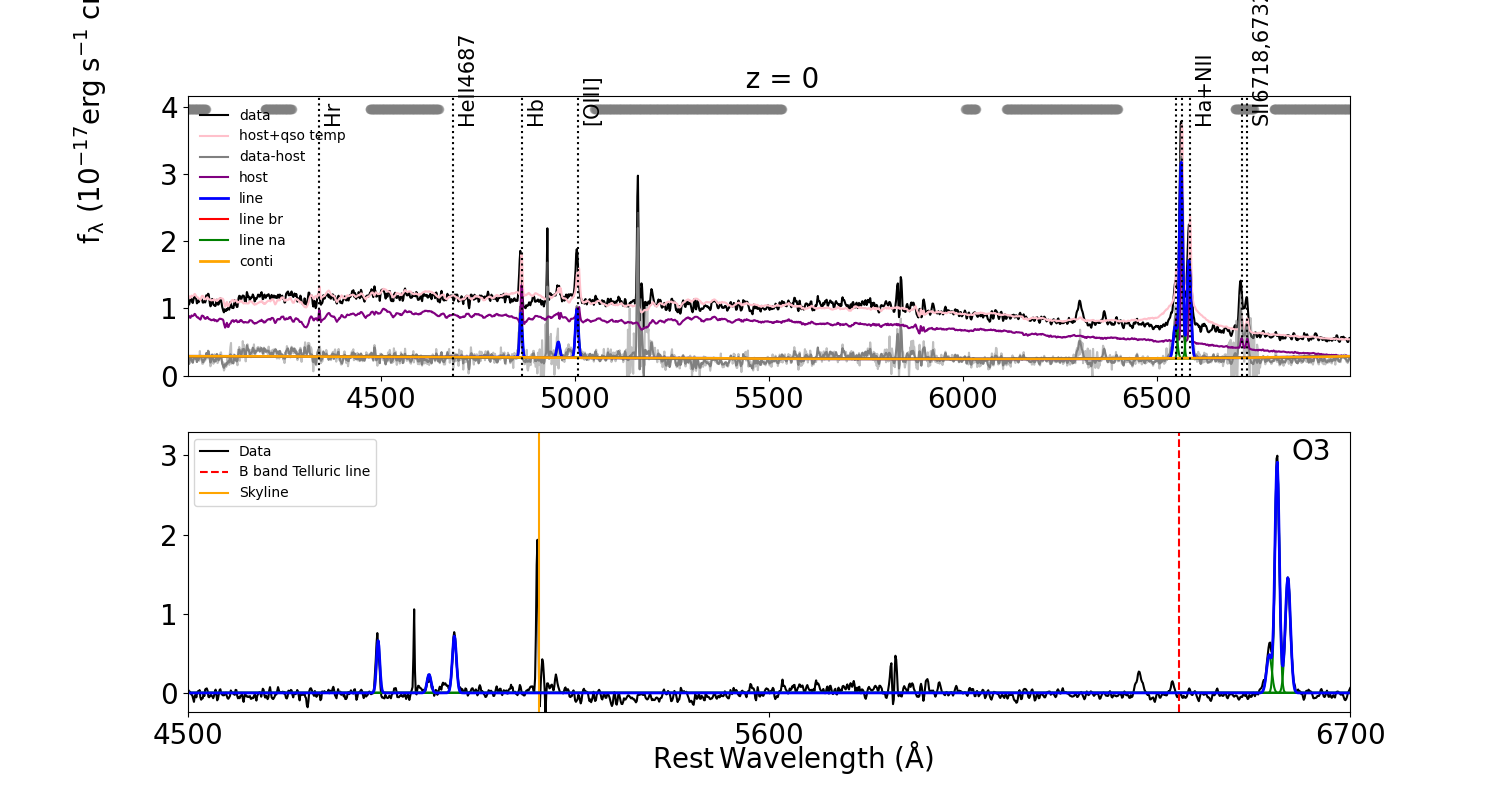 z = 0
f_λ (10^−17 erg s^−1
4
3
2
1
0
data
host+qso temp
data-host
host
line
line br
line na
conti
Hr
HeII4687
Hb
[OIII]
Ha+NII
SII6718,6732
4500
5000
5500
6000
6500
3
2
1
0
Data
B band Telluric line
Skyline
O3
4500
5600
6700
Rest Wavelength (Å)